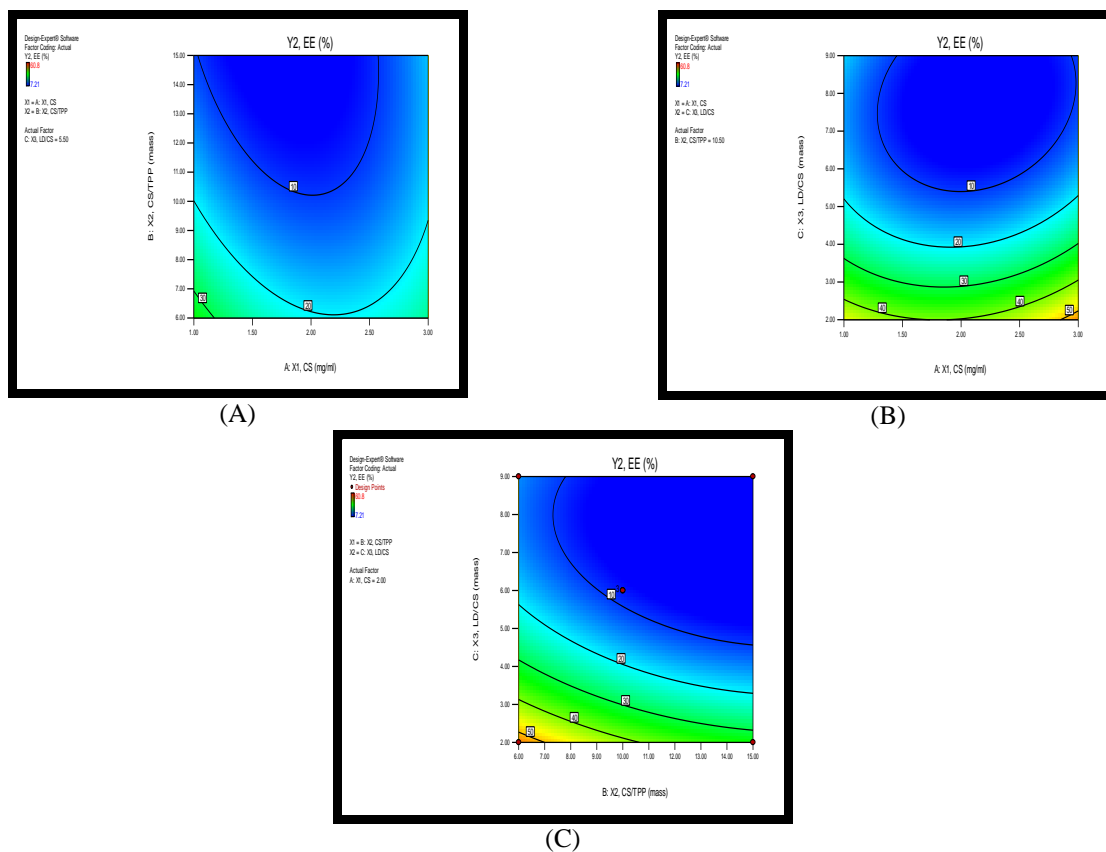 Design-Expert® Software
Factor Coding: Actual
Y2, EE (%)
60.8
7.21
X1 = A: X1, CS
X2 = B: X2, CS/TPP
Actual Factor
C: X3, LD/CS = 5.50
Y2, EE (%)
B: X2, CS/TPP (mass)
15.00
14.00
13.00
12.00
11.00
10.00
9.00
8.00
7.00
6.00
10
20
30
1.00 1.50 2.00 2.50 3.00
A: X1, CS (mg/ml)
(A)
Design-Expert® Software
Factor Coding: Actual
Y2, EE (%)
60.8
7.21
X1 = A: X1, CS
X2 = C: X3, LD/CS
Actual Factor
B: X2, CS/TPP = 10.50
Y2, EE (%)
C: X3, LD/CS (mass)
9.00
8.00
7.00
6.00
5.00
4.00
3.00
2.00
10
20
30
40 40 50
1.00 1.50 2.00 2.50 3.00
A: X1, CS (mg/ml)
(B)
Design-Expert® Software
Factor Coding: Actual
Y2, EE (%)
Design Points
60.8
7.21
X1 = B: X2, CS/TPP
X2 = C: X3, LD/CS
Actual Factor
A: X1, CS = 2.00
Y2, EE (%)
C: X3, LD/CS (mass)
9.00
8.00
7.00
6.00
5.00
4.00
3.00
2.00
10
20
30
40
50
6.00 7.00 8.00 9.00 10.00 11.00 12.00 13.00 14.00 15.00
B: X2, CS/TPP (mass)
(C)